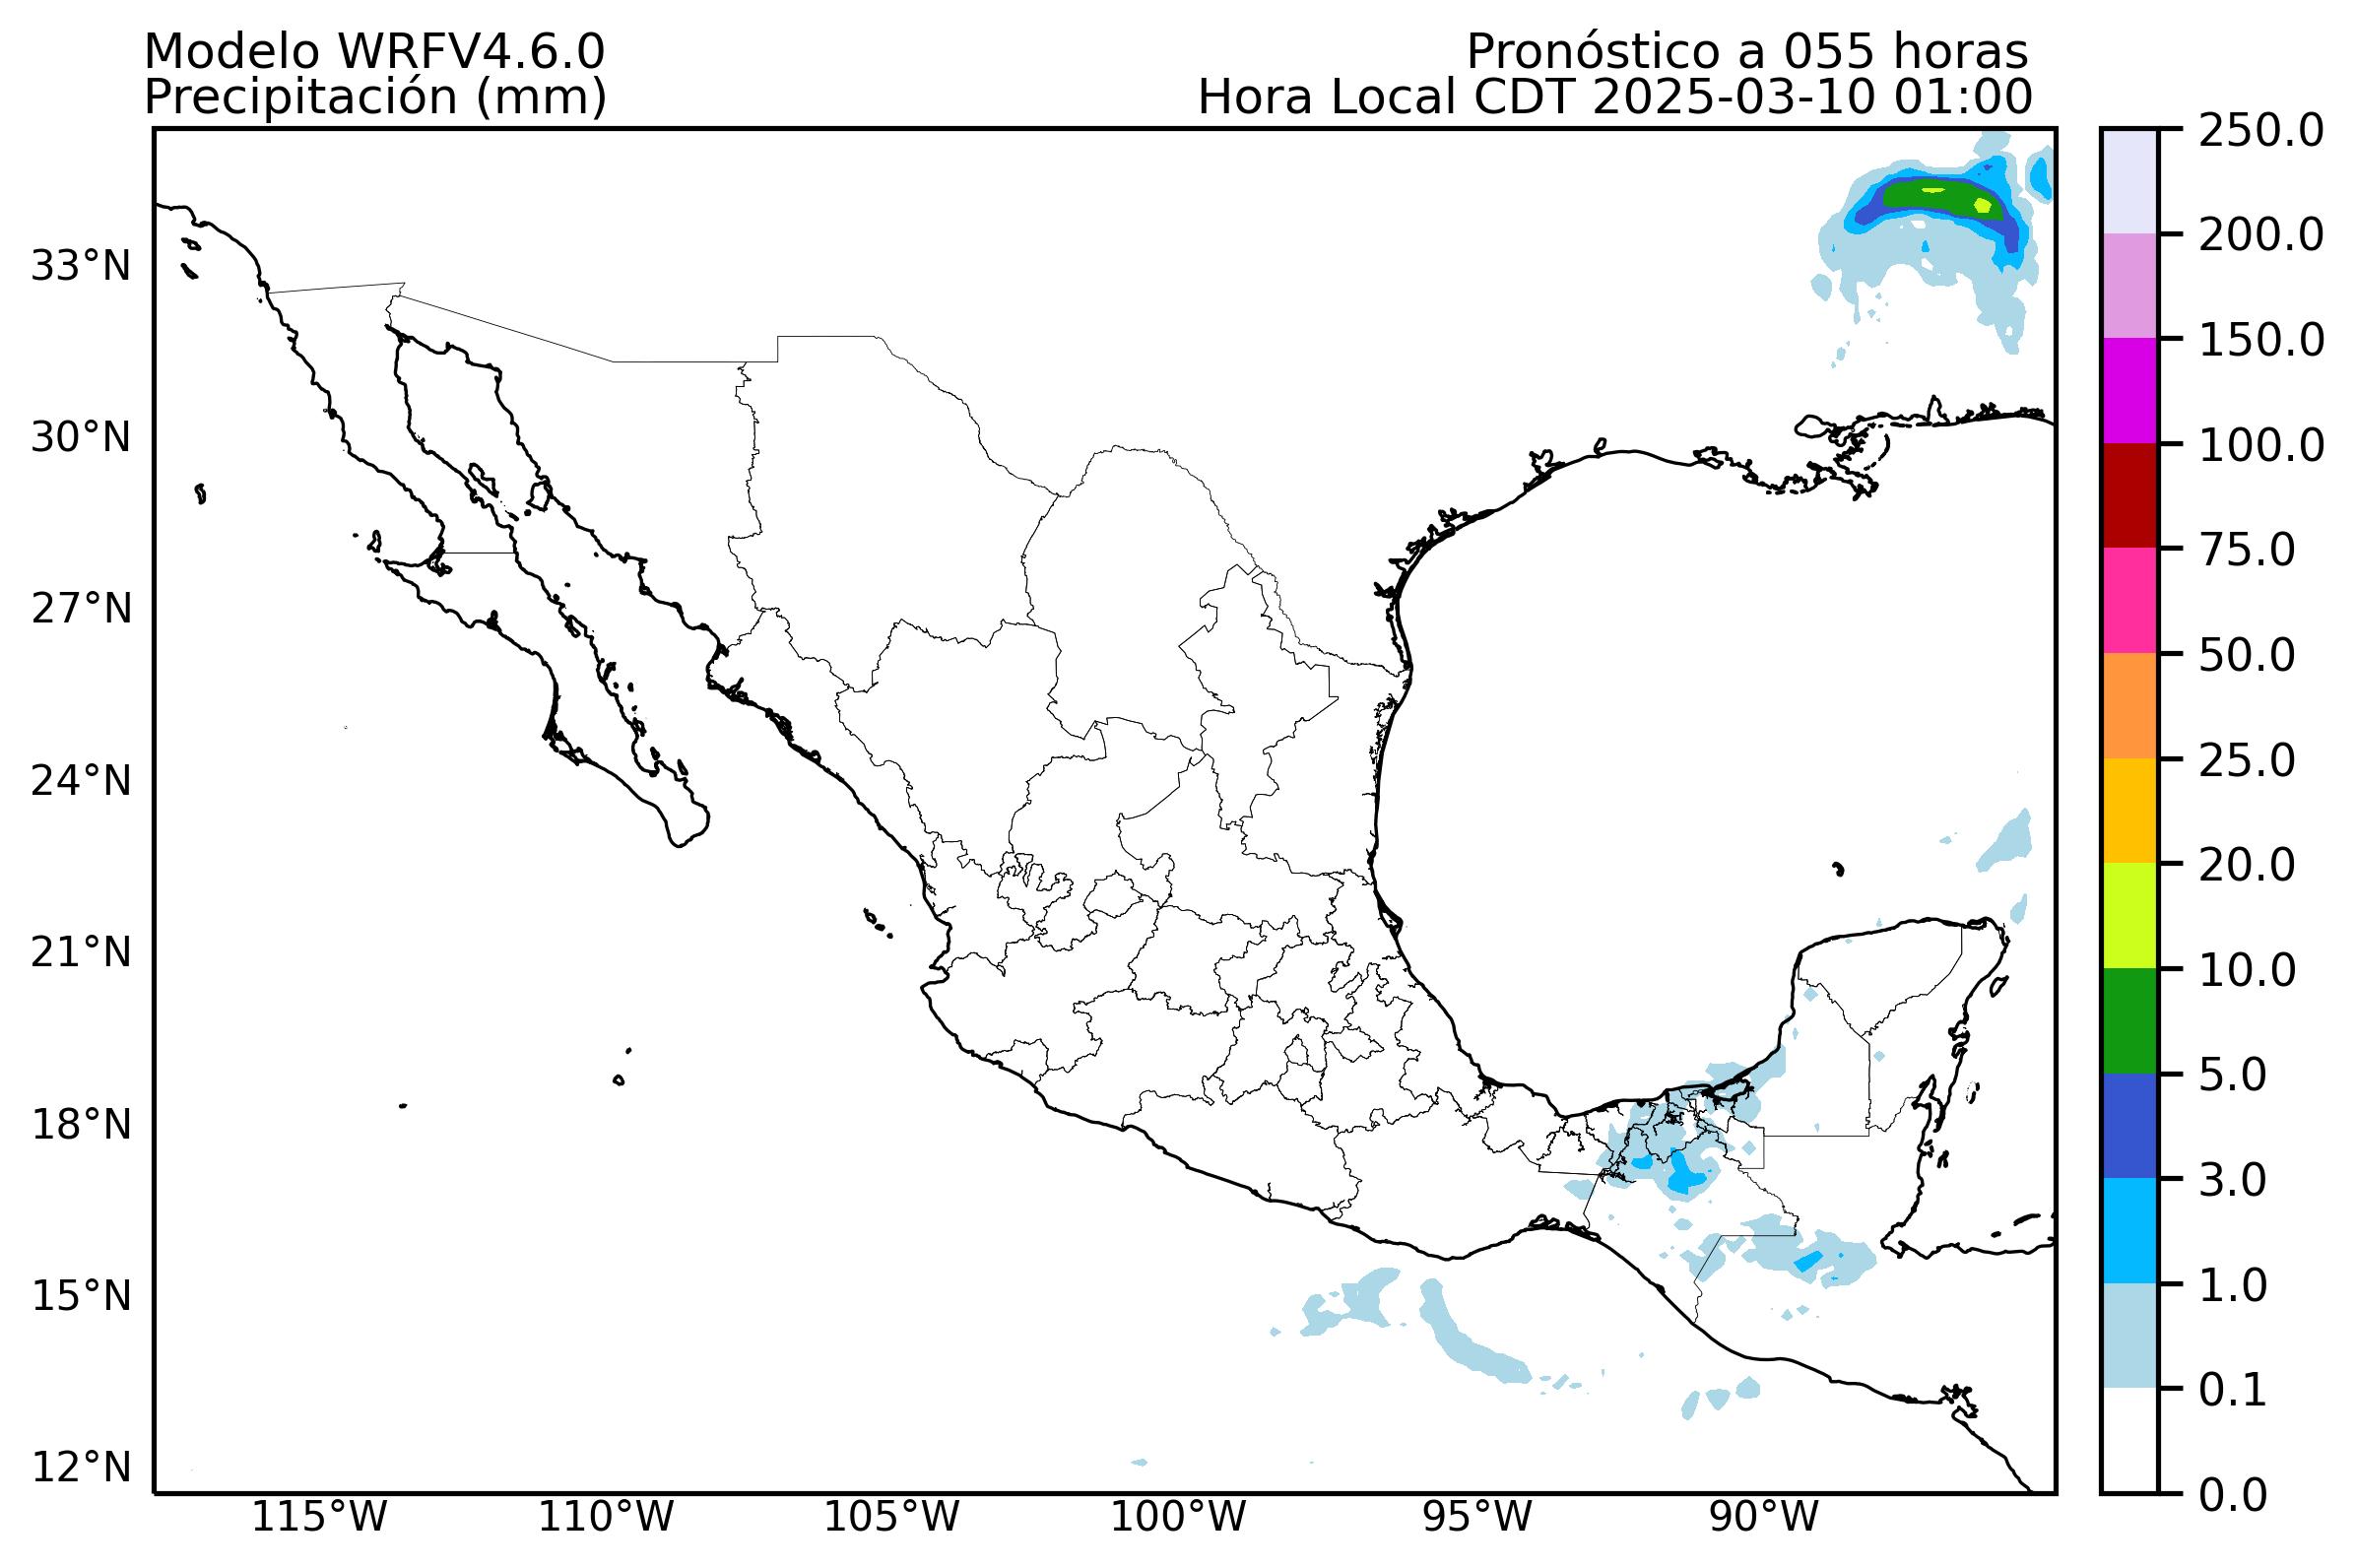 Modelo WRFV4.6.0
Pronóstico a 055 horas
Precipitación (mm)
Hora Local CDT 2025-03-10 01:00
33°N
30°N
27°N
24°N
21°N
18°N
15°N
12°N
115°W
110°W
105°W
100°W
95°W
90°W
250.0
200.0
150.0
100.0
75.0
50.0
25.0
20.0
10.0
5.0
3.0
1.0
0.1
0.0